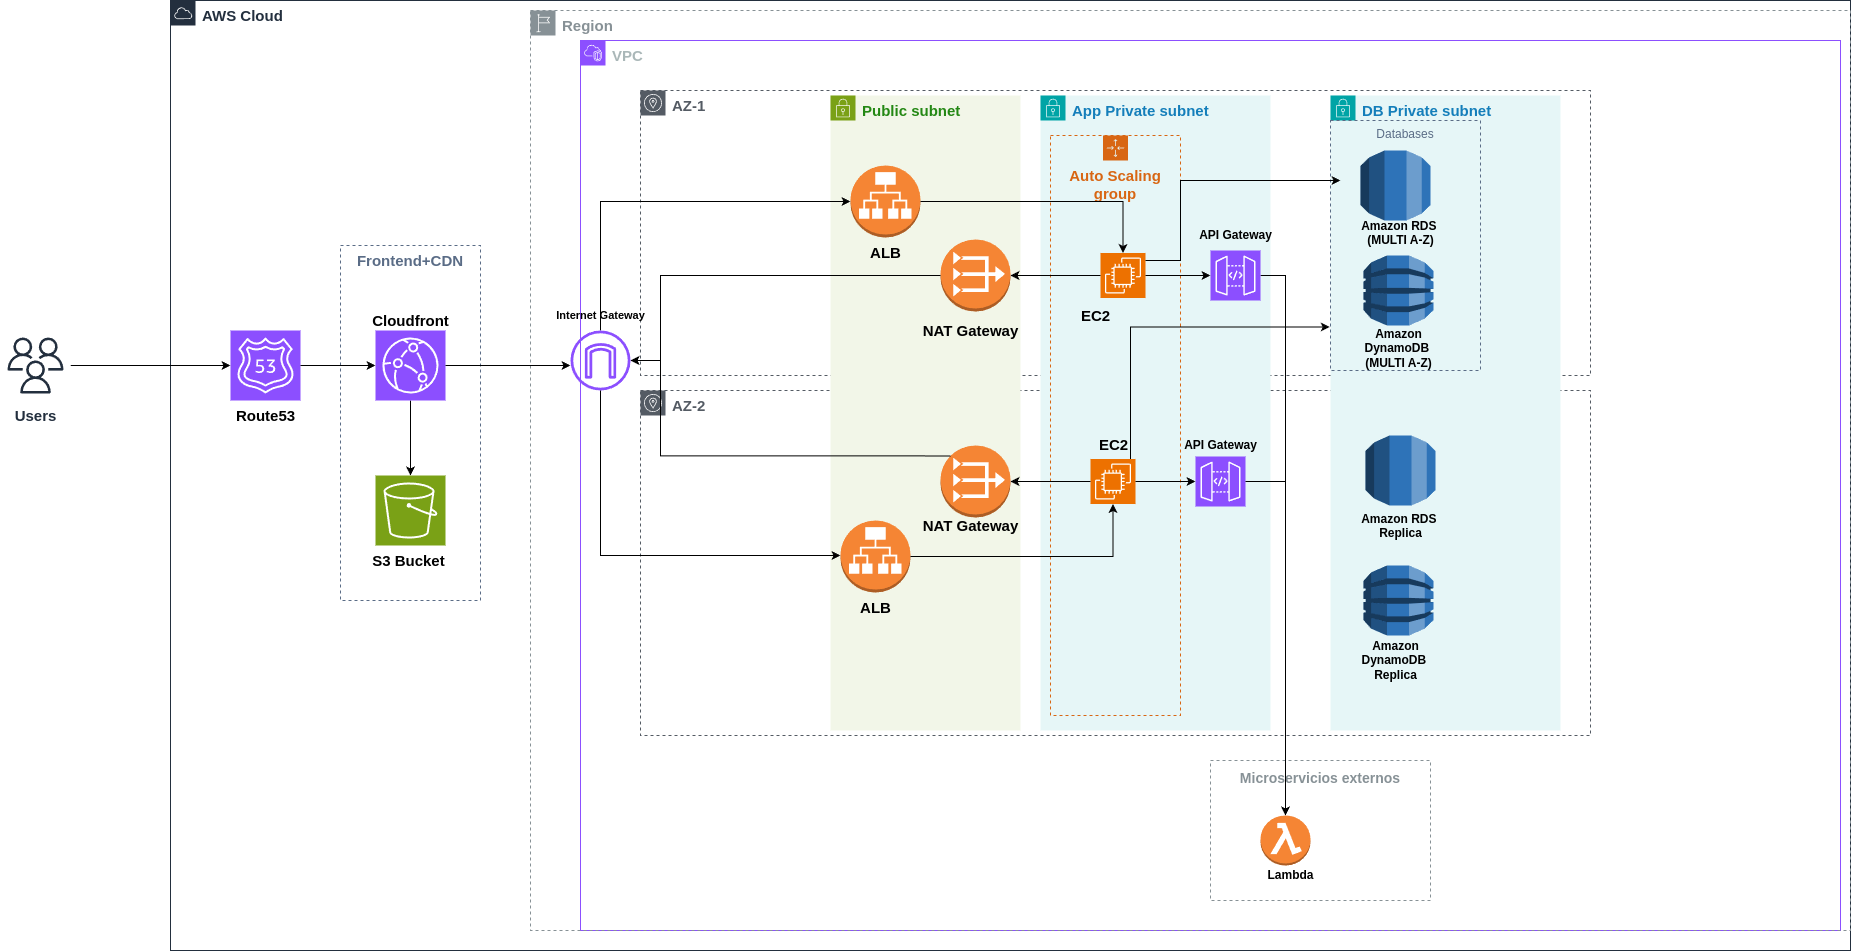 AWS Cloud
Region
VPC
AZ-1
Public subnet
App Private subnet
DB Private subnet
Databases
Auto Scaling
group
Amazon RDS
(MULTI A-Z)
API Gateway
ALB
Frontend+CDN
NAT Gateway
EC2
Internet Gateway
Cloudfront
Amazon
DynamoDB
(MULTI A-Z)
53
Users
Route53
AZ-2
EC2
API Gateway
NAT Gateway
Amazon RDS
Replica
S3 Bucket
ALB
Amazon
DynamoDB
Replica
Microservicios externos
Lambda